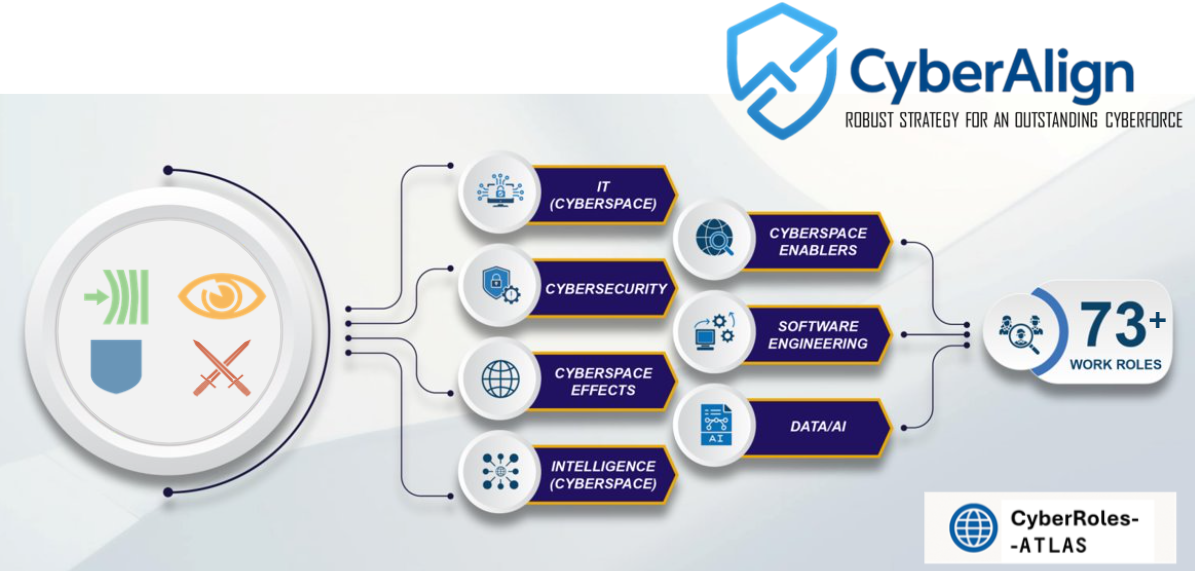 CyberAlign
ROBUST STRATEGY FOR AN OUTSTANDING CYBERFORCE
IT
(CYBERSPACE)
CYBERSECURITY
CYBERSPACE
EFFECTS
INTELLIGENCE
(CYBERSPACE)
CYBERSPACE
ENABLERS
SOFTWARE
ENGINEERING
AI
DATA/AI
73+
WORK ROLES
CyberRoles-
-ATLAS